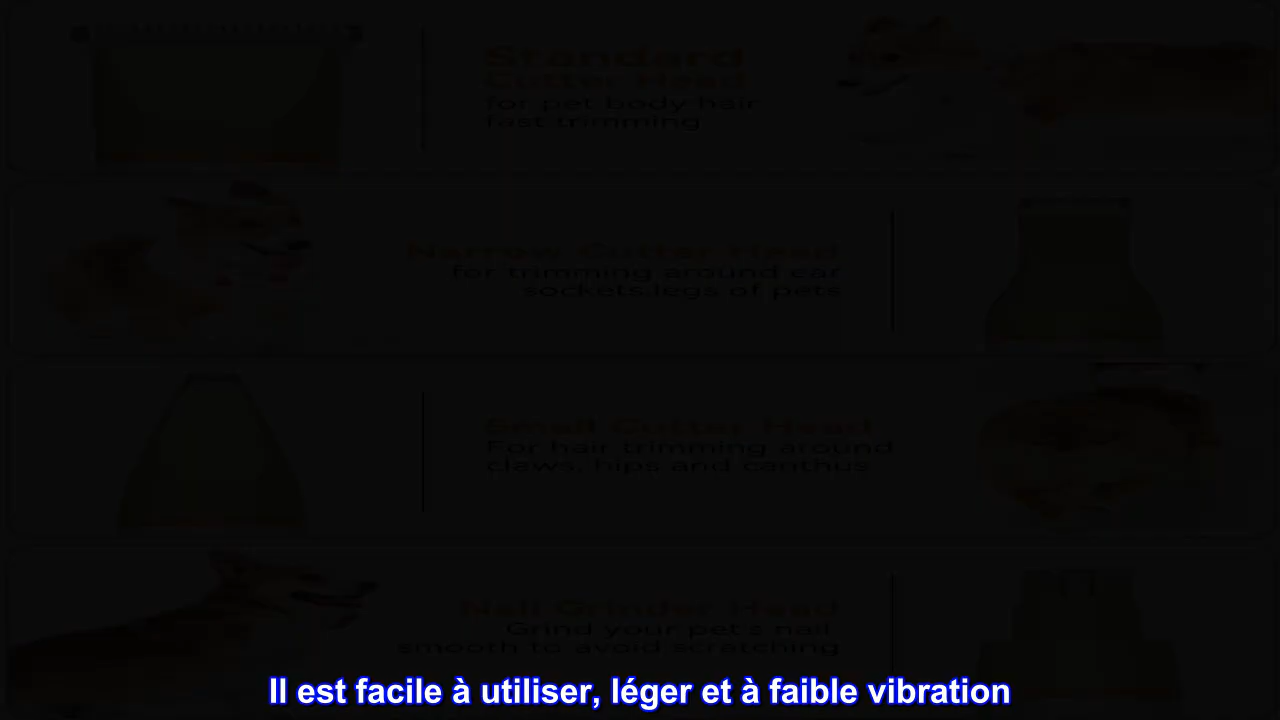 Standard
Cutter Head
for pet body hair
fast trimming
Narrow Cutter Head
for trimming around ear
sockets.legs of pets
Small Cutter Head
For hair trimming around
claws, hips and canthus
Nail Grinder Head
Grind your pet's nail
smooth to avoid scretching
Il est facile à utiliser, léger et à faible vibration